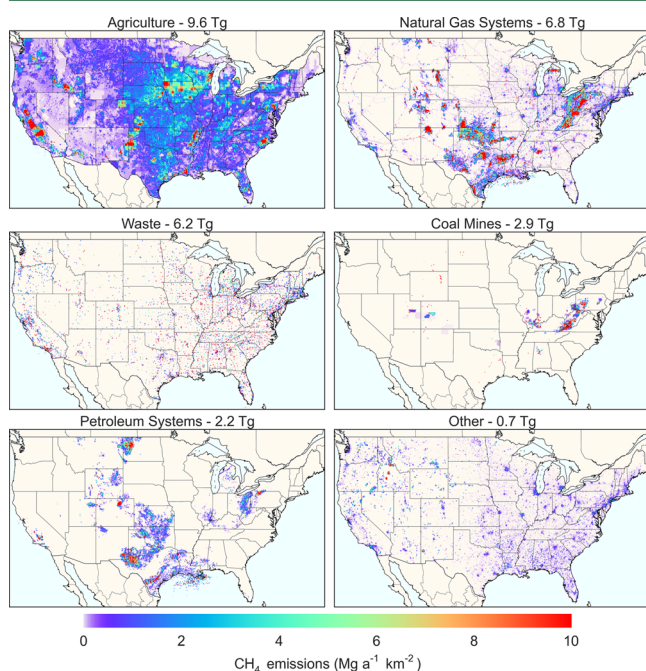 Agriculture - 9.6 Tg
Natural Gas Systems - 6.8 Tg
Waste - 6.2 Tg
Coal Mines - 2.9 Tg
Petroleum Systems - 2.2 Tg
Other - 0.7 Tg
0 2 4 6 8 10
CH₄ emissions (Mg a⁻¹ km⁻²)